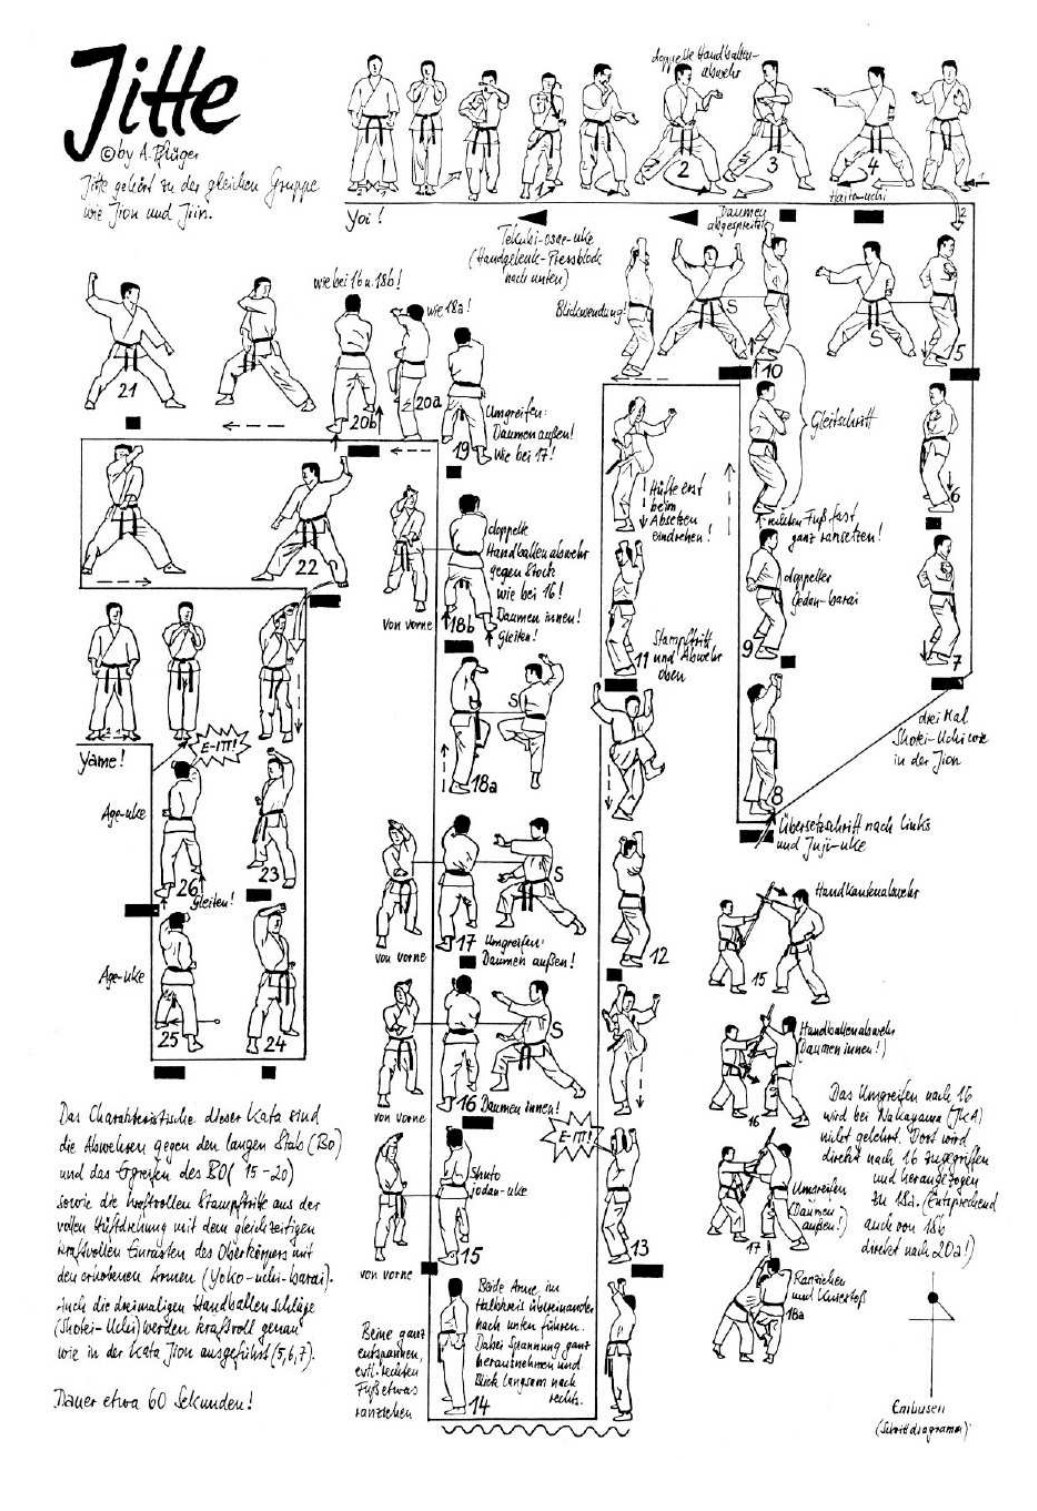 Jitte
© by A. Pflüger
Jitte gehört zu der gleichen Gruppe
wie Jion und Jiin.
doppelte Handballen-
abwehr
1
2
3
4
Haito-uchi
1
2
Yoi!
Tekubi-osae-uke
(Handgelenk-Pressblock
nach unten)
Daumen
abgespreizt
Blickwendung!
S
10
S
5
wie bei 16 u. 18b!
wie 18a!
21
20b
20a
19
Umgreifen:
Daumen außen!
Wie bei 17!
Gleitschritt
Hüfte erst
beim
Absetzen
eindrehen!
6
Fuß fast
ganz ransetzen!
22
von vorne
doppelte
Handballenabwehr
gegen Stock
wie bei 16!
Daumen innen!
Gleiten!
18b
doppelter
Gedan-barai
9
7
11
Stampftritt
und Abwehr
oben
drei Mal
Shotei-Uchi wie
in der Jion
2 1
Yame!
E-ITT!
S
18a
8
Übersetzschritt nach links
und Juji-uke
Age-uke
26
Gleiten!
23
S
von vorne
17
Umgreifen:
Daumen außen!
12
Handkantenabwehr
15
Age-uke
25
24
S
von vorne
16
Daumen innen!
Handballenabwehr
(Daumen innen!)
16
Das Umgreifen nach 16
wird bei Nakayama (JKA)
nicht gelehrt. Dort wird
direkt nach 16 zugegriffen
und herangezogen
zu 18a. (Entsprechend
auch von 18b
direkt nach 20a!)
E-ITT!
Shuto
jodan-uke
von vorne
15
13
Umgreifen
(Daumen
außen!)
17
Ranziehen
und Kniestoß
18a
Das Charakteristische dieser Kata sind
die Abwehren gegen den langen Stab (BO)
und das Ergreifen des BO (15-20)
sowie die kraftvollen Stampftritte aus der
vollen Hüftdrehung mit dem gleichzeitigen
kraftvollen Einrasten des Oberkörpers mit
den erhobenen Armen (Yoko-uchi-barai).
Auch die dreimaligen Handballenschläge
(Shotei-Uchi) werden kraftvoll genau
wie in der Kata Jion ausgeführt (5,6,7).
Dauer etwa 60 Sekunden!
Beine ganz
entspannen,
evtl. rechten
Fuß etwas
ranziehen
14
Beide Arme im
Halbkreis übereinander
nach unten führen.
Dabei Spannung ganz
herausnehmen und
Blick langsam nach
rechts.
Embusen
(Schrittdiagramm)